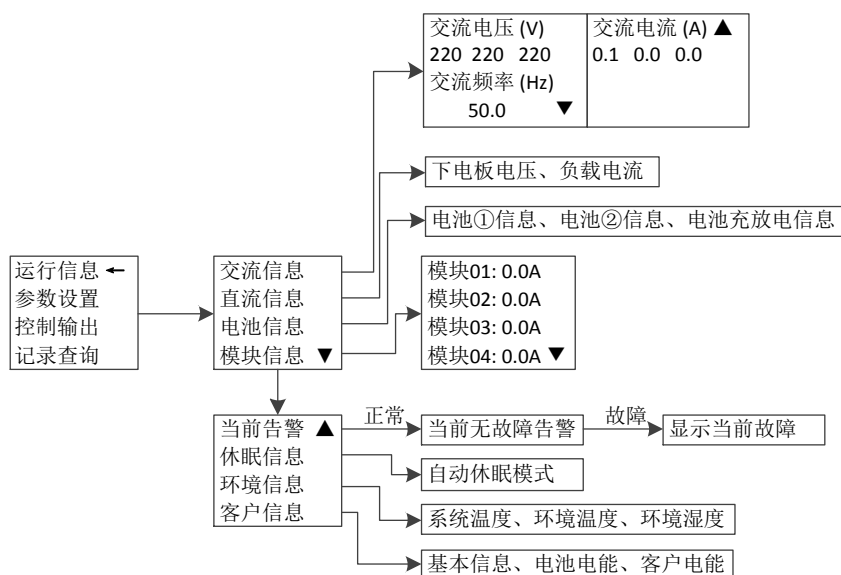 交流电压 (V)
220 220 220
交流频率 (Hz)
50.0 ▼
交流电流 (A) ▲
0.1 0.0 0.0
下电板电压、负载电流
电池①信息、电池②信息、电池充放电信息
运行信息 ←
参数设置
控制输出
记录查询
交流信息
直流信息
电池信息
模块信息 ▼
模块01: 0.0A
模块02: 0.0A
模块03: 0.0A
模块04: 0.0A ▼
当前告警 ▲
休眠信息
环境信息
客户信息
正常
当前无故障告警
故障
显示当前故障
自动休眠模式
系统温度、环境温度、环境湿度
基本信息、电池电能、客户电能